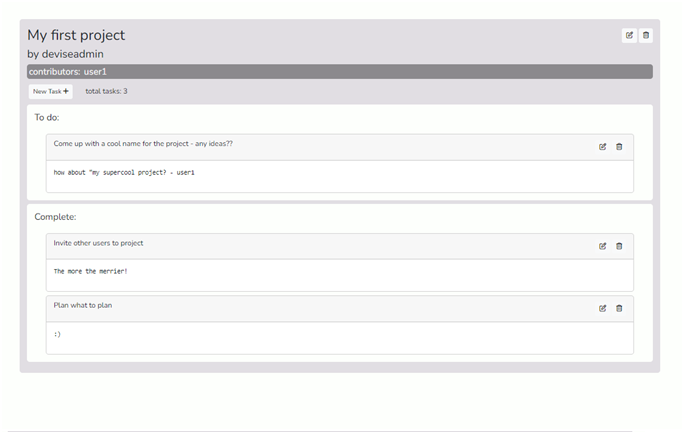 My first project
by deviseadmin
contributors: user1
New Task +
total tasks: 3
To do:
Come up with a cool name for the project - any ideas??
how about "my supercool project? - user1
Complete:
Invite other users to project
The more the merrier!
Plan what to plan
:)